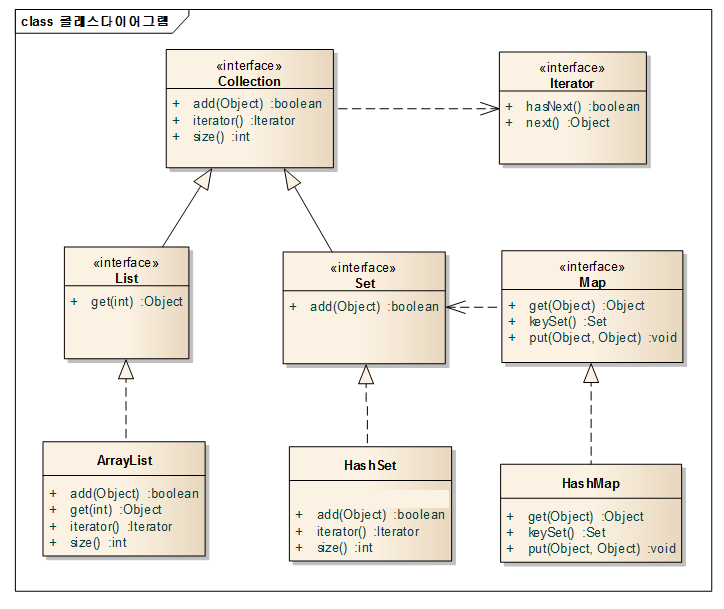 class 클래스다이어그램
«interface»
Collection
+ add(Object) :boolean
+ iterator() :Iterator
+ size() :int
«interface»
Iterator
+ hasNext() :boolean
+ next() :Object
«interface»
List
+ get(int) :Object
«interface»
Set
+ add(Object) :boolean
«interface»
Map
+ get(Object) :Object
+ keySet() :Set
+ put(Object, Object) :void
ArrayList
+ add(Object) :boolean
+ get(int) :Object
+ iterator() :Iterator
+ size() :int
HashSet
+ add(Object) :boolean
+ iterator() :Iterator
+ size() :int
HashMap
+ get(Object) :Object
+ keySet() :Set
+ put(Object, Object) :void